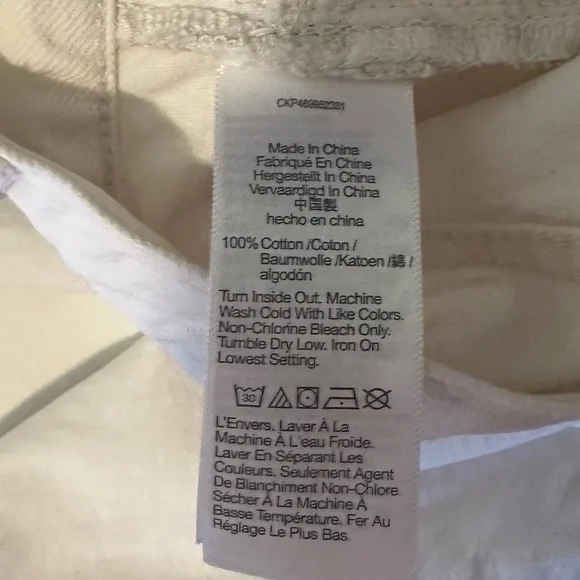 CKP469962331
Made In China
Fabriqué En Chine
Hergestellt In China
Vervaardigd In China
中国製
hecho en china
100% Cotton /Coton/
Baumwolle /Katoen /綿 /
algodón
Turn Inside Out. Machine
Wash Cold With Like Colors.
Non-Chlorine Bleach Only.
Tumble Dry Low. Iron On
Lowest Setting.
30
L'Envers. Laver À La
Machine À L'eau Froide.
Laver En Séparant Les
Couleurs. Seulement Agent
De Blanchiment Non-Chlore
Sécher À La Machine À
Basse Température. Fer Au
Réglage Le Plus Bas